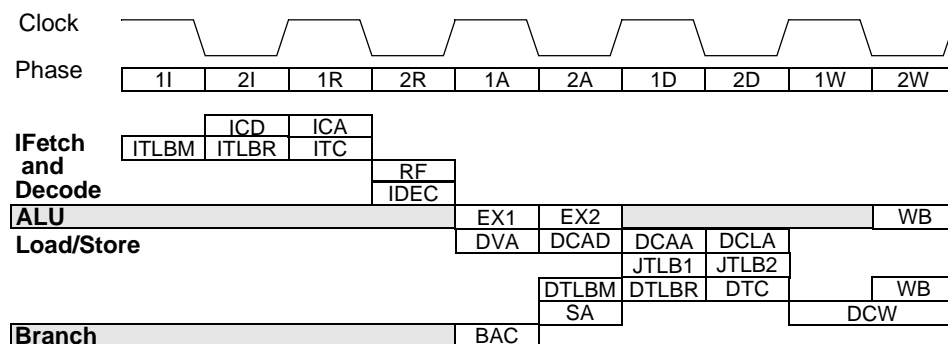 Clock
Phase 1I 2I 1R 2R 1A 2A 1D 2D 1W 2W
ICD ICA
IFetch ITLBM ITLBR ITC
and RF
Decode IDEC
ALU EX1 EX2 WB
Load/Store DVA DCAD DCAA DCLA
JTLB1 JTLB2
DTLBM DTLBR DTC WB
SA DCW
Branch BAC